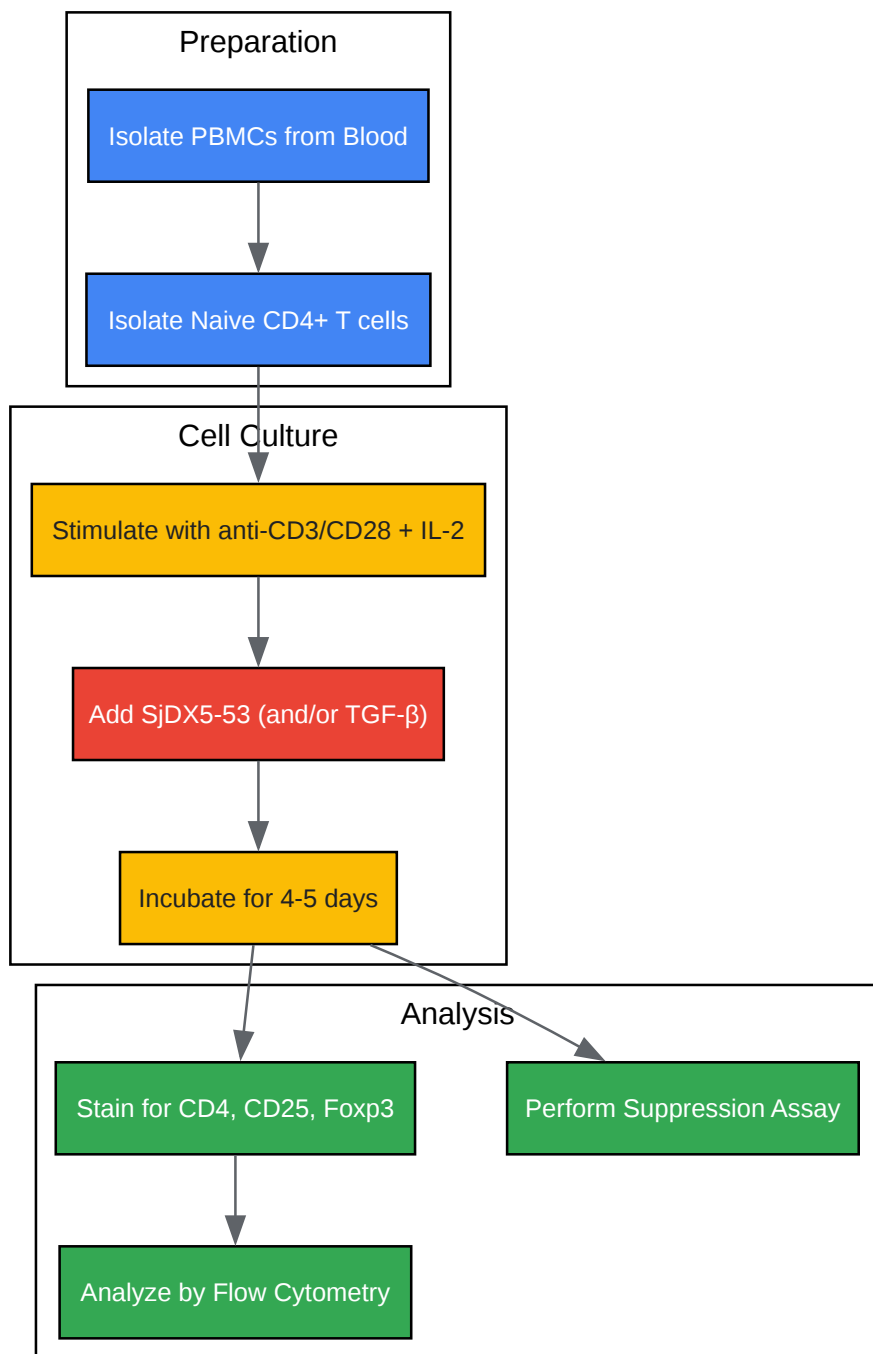 Preparation
Isolate PBMCs from Blood
Isolate Naive CD4+ T cells
Cell Culture
Stimulate with anti-CD3/CD28 + IL-2
Add SjDX5-53 (and/or TGF-β)
Incubate for 4-5 days
Analysis
Stain for CD4, CD25, Foxp3
Perform Suppression Assay
Analyze by Flow Cytometry